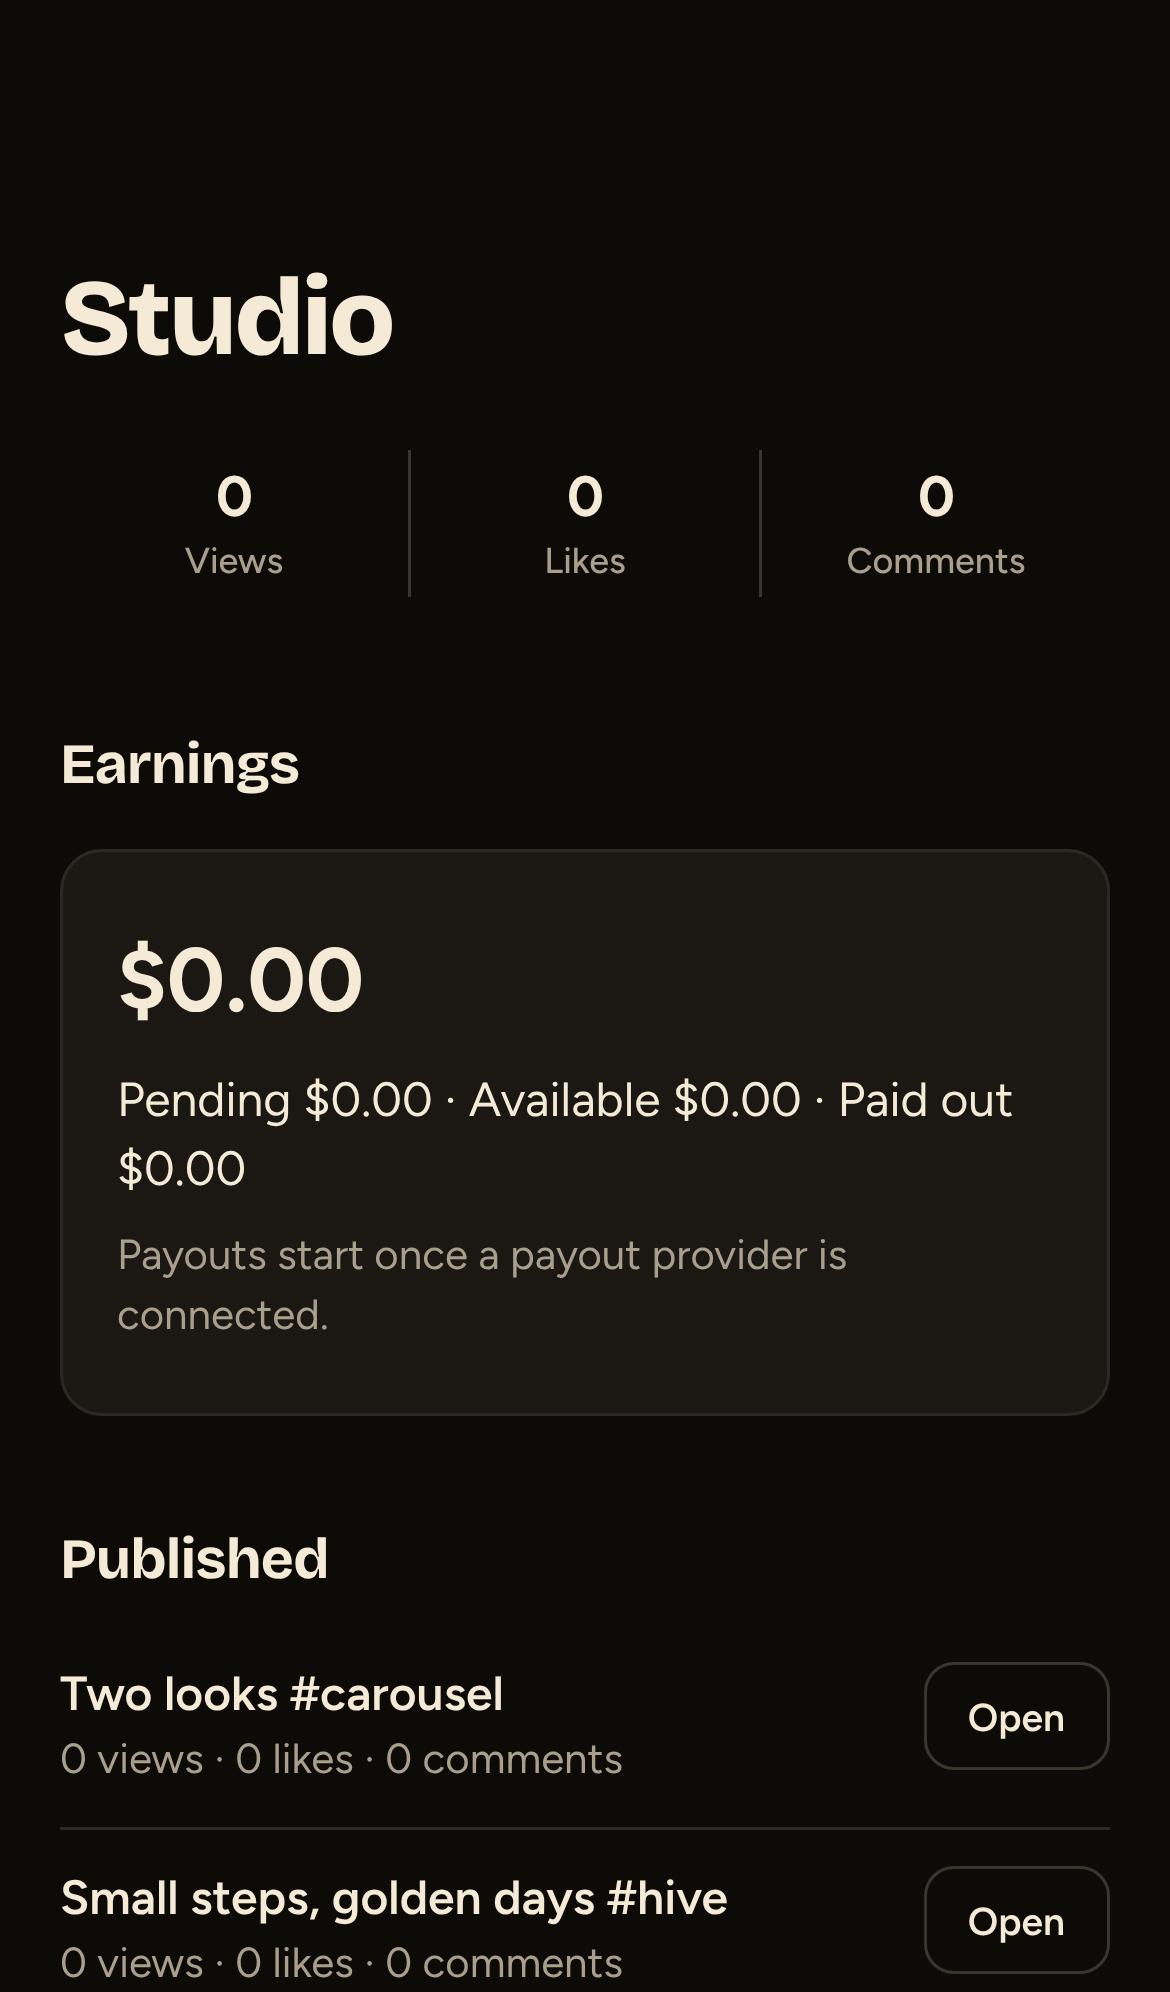 Studio
0
Views
0
Likes
0
Comments
Earnings
$0.00
Pending $0.00 · Available $0.00 · Paid out
$0.00
Payouts start once a payout provider is
connected.
Published
Two looks #carousel
0 views · 0 likes · 0 comments
Open
Small steps, golden days #hive
0 views · 0 likes · 0 comments
Open